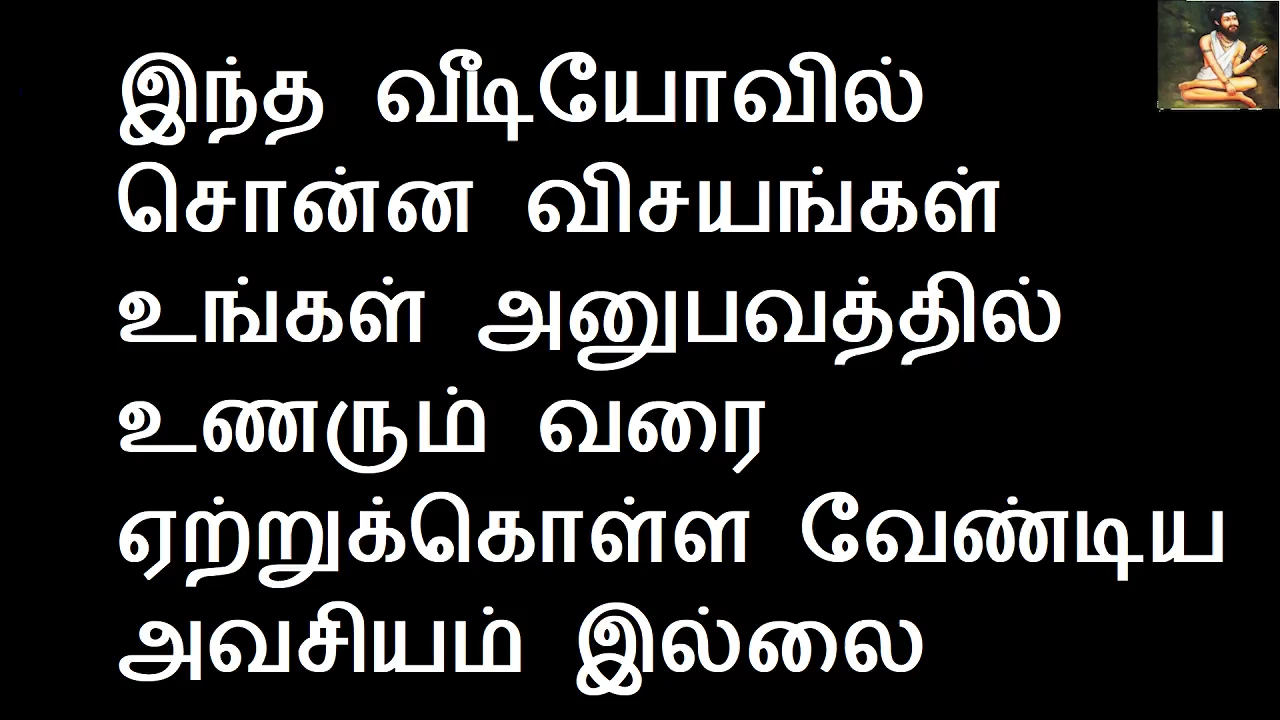 இந்த வீடியோவில்
சொன்ன விசயங்கள்
உங்கள் அனுபவத்தில்
உணரும் வரை
ஏற்றுக்கொள்ள வேண்டிய
அவசியம் இல்லை